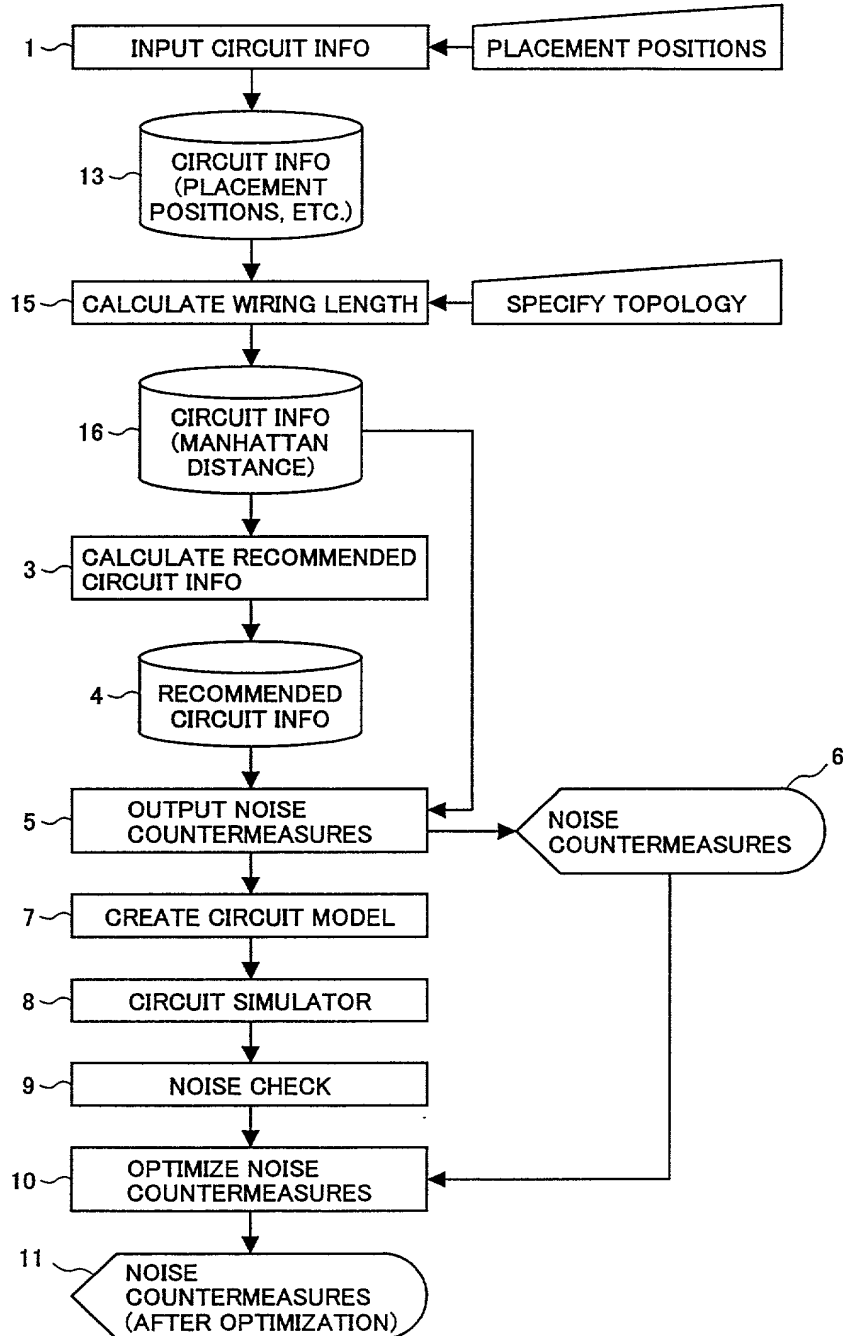 1
INPUT CIRCUIT INFO
PLACEMENT POSITIONS
13
CIRCUIT INFO
(PLACEMENT
POSITIONS, ETC.)
15
CALCULATE WIRING LENGTH
SPECIFY TOPOLOGY
16
CIRCUIT INFO
(MANHATTAN
DISTANCE)
3
CALCULATE RECOMMENDED
CIRCUIT INFO
4
RECOMMENDED
CIRCUIT INFO
5
OUTPUT NOISE
COUNTERMEASURES
6
NOISE
COUNTERMEASURES
7
CREATE CIRCUIT MODEL
8
CIRCUIT SIMULATOR
9
NOISE CHECK
10
OPTIMIZE NOISE
COUNTERMEASURES
11
NOISE
COUNTERMEASURES
(AFTER OPTIMIZATION)